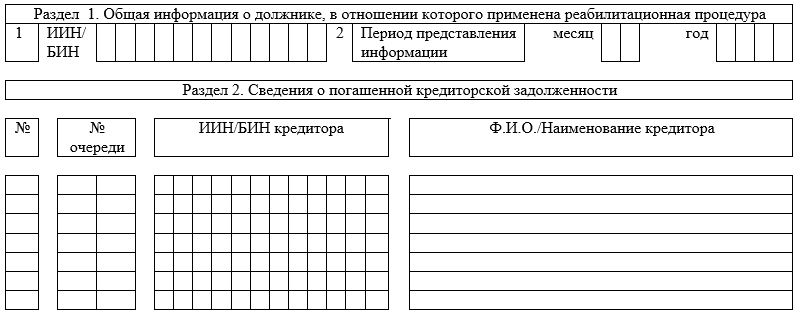 Раздел 1. Общая информация о должнике, в отношении которого применена реабилитационная процедура
1 ИИН/ 2 Период представления месяц год
БИН информации
Раздел 2. Сведения о погашенной кредиторской задолженности
№ № ИИН/БИН кредитора Ф.И.О./Наименование кредитора
очереди